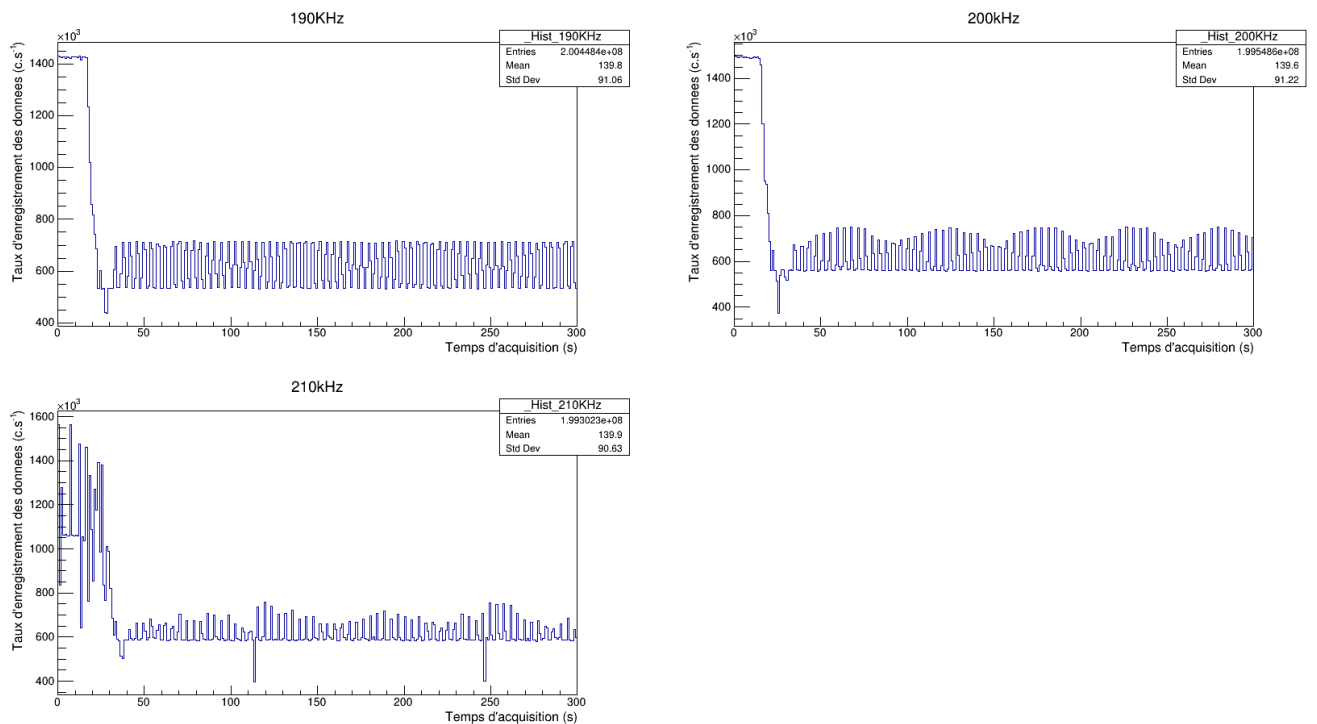 190KHz
×10³
_Hist_190KHz
Entries 2.004484e+08
Mean 139.8
Std Dev 91.06
Taux d'enregistrement des donnees (c.s⁻¹)
1400
1200
1000
800
600
400
0 50 100 150 200 250 300
Temps d'acquisition (s)
200kHz
×10³
_Hist_200KHz
Entries 1.995486e+08
Mean 139.6
Std Dev 91.22
Taux d'enregistrement des donnees (c.s⁻¹)
1400
1200
1000
800
600
400
0 50 100 150 200 250 300
Temps d'acquisition (s)
210kHz
×10³
_Hist_210KHz
Entries 1.993023e+08
Mean 139.9
Std Dev 90.63
Taux d'enregistrement des donnees (c.s⁻¹)
1600
1400
1200
1000
800
600
400
0 50 100 150 200 250 300
Temps d'acquisition (s)